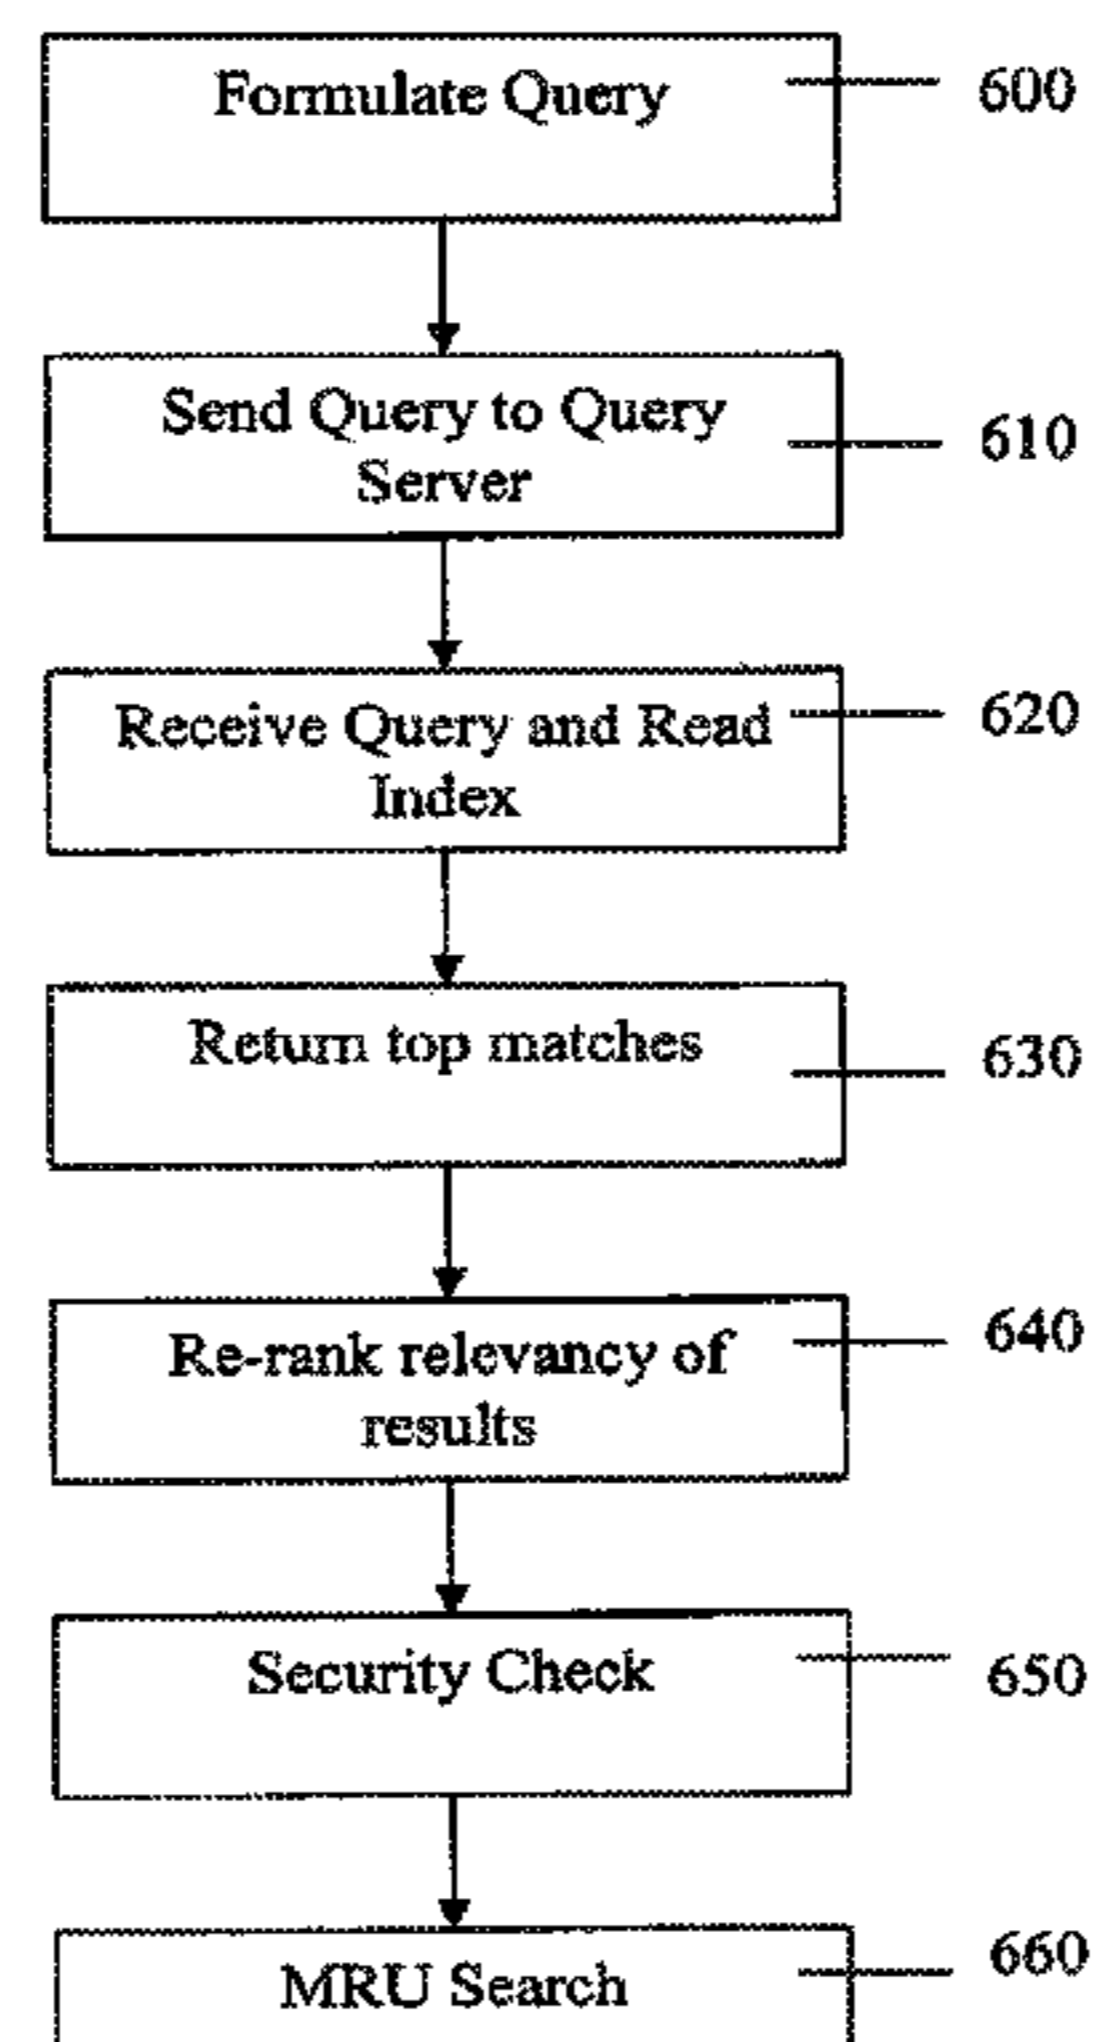 Formulate Query
600
Send Query to Query
Server
610
Receive Query and Read
Index
620
Return top matches
630
Re-rank relevancy of
results
640
Security Check
650
MRU Search
660